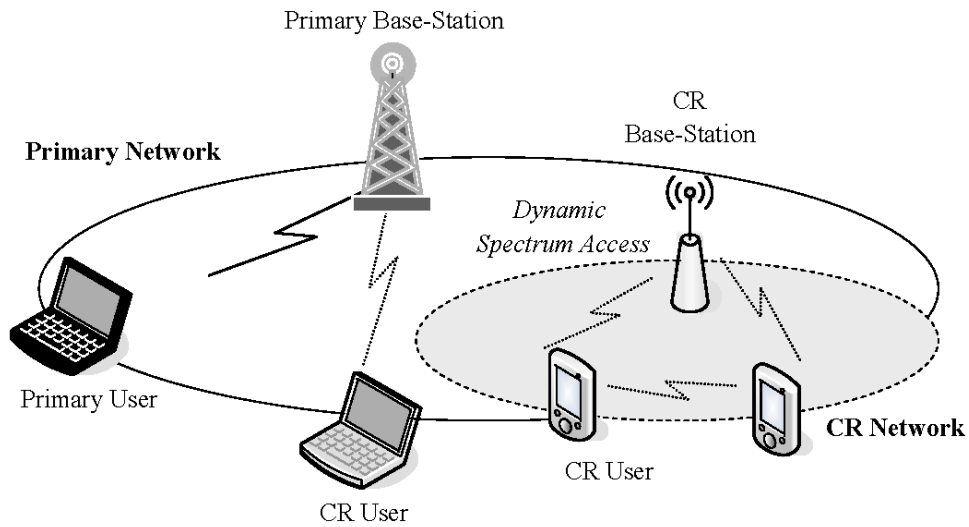 Primary Base-Station
CR
Base-Station
Primary Network
Dynamic
Spectrum Access
Primary User
CR User
CR User
CR Network